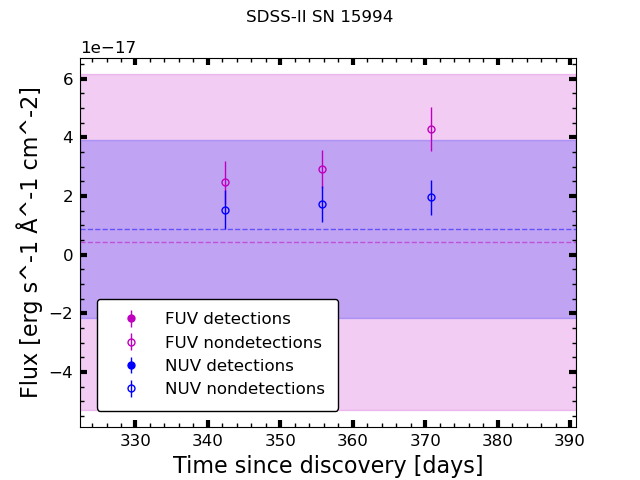 SDSS-II SN 15994
1e−17
Flux [erg s^-1 Å^-1 cm^-2]
6
4
2
0
−2
−4
FUV detections
FUV nondetections
NUV detections
NUV nondetections
330 340 350 360 370 380 390
Time since discovery [days]